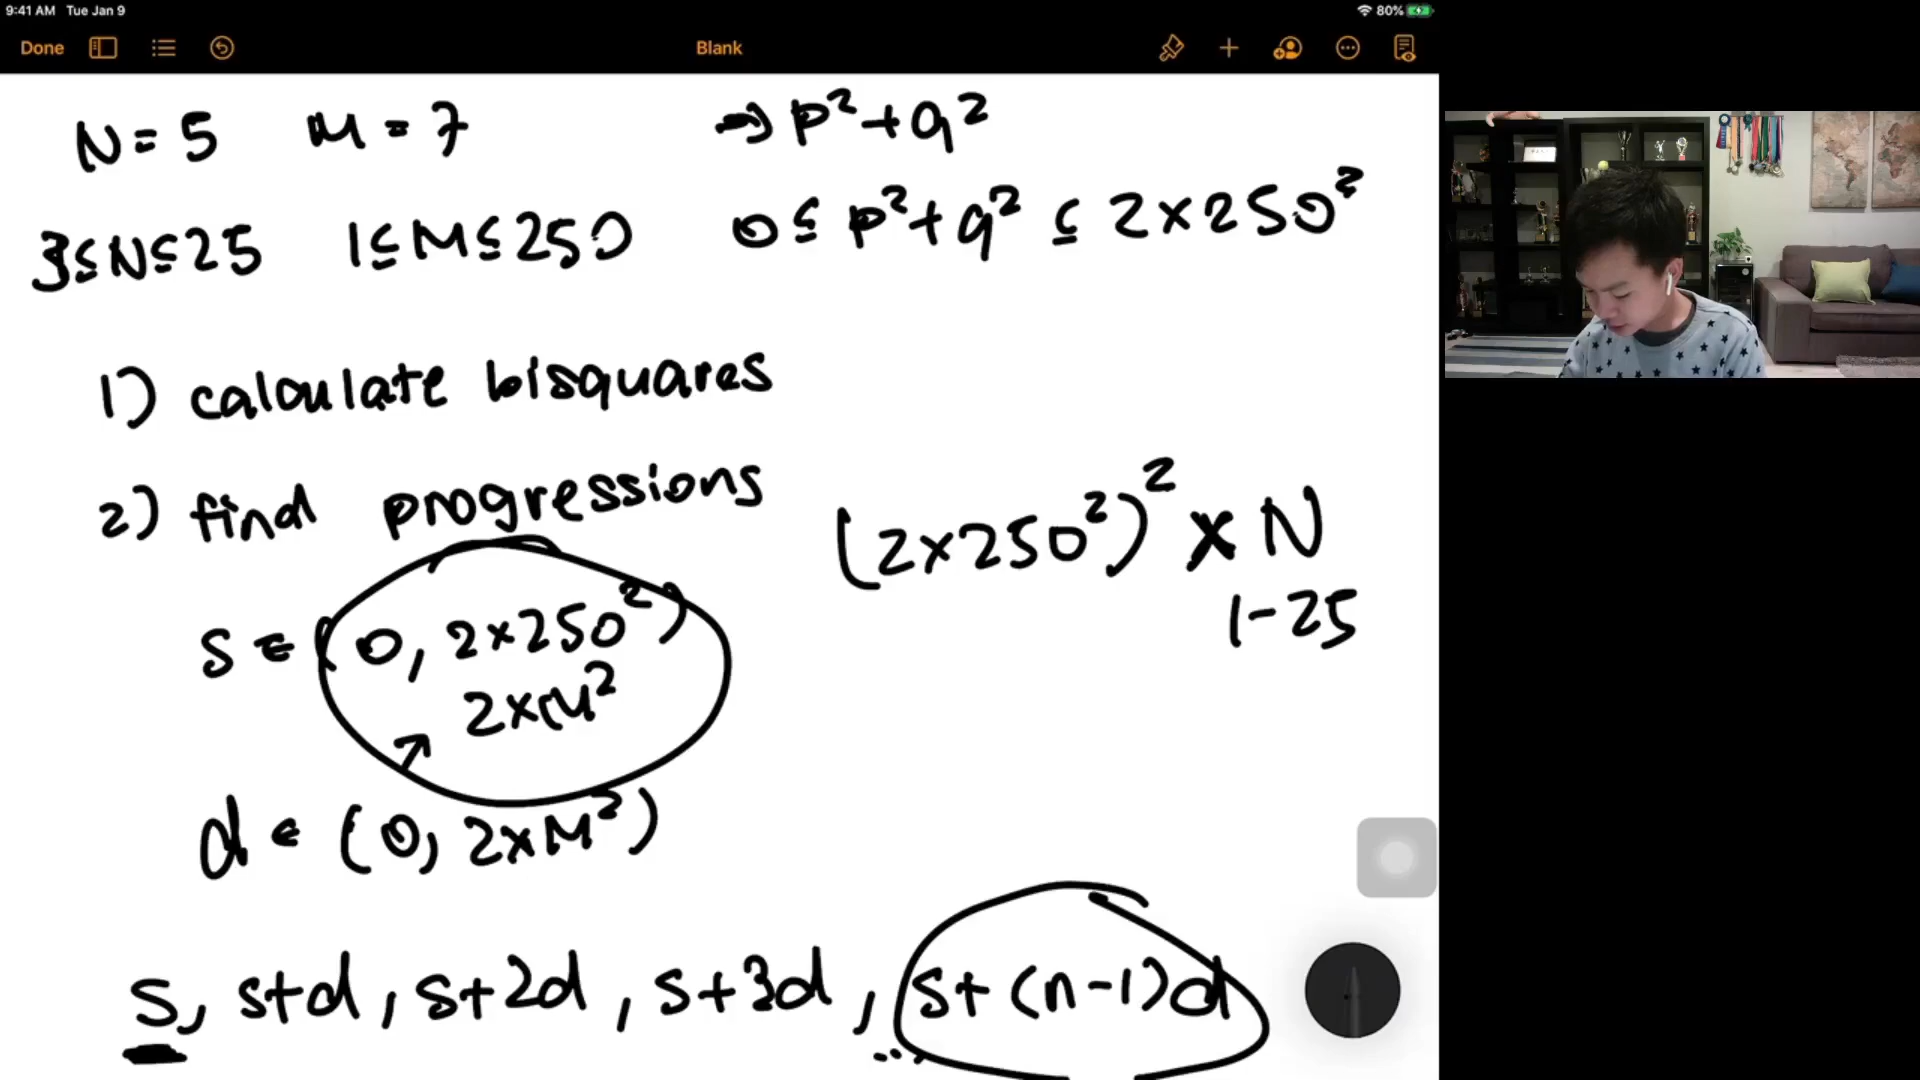 9:41 AM Tue Jan 9
80%
Done
Blank
N = 5 M = 7 → p² + q²
3 ≤ N ≤ 25 1 ≤ M ≤ 250 0 ≤ p² + q² ≤ 2 × 250²
1) calculate bisquares
2) find progressions
(2×250²)² × N
1-25
s = (0, 2×250²)
2×M²
d = (0, 2×M²)
s, s+d, s+2d, s+3d, ... s+(n-1)d